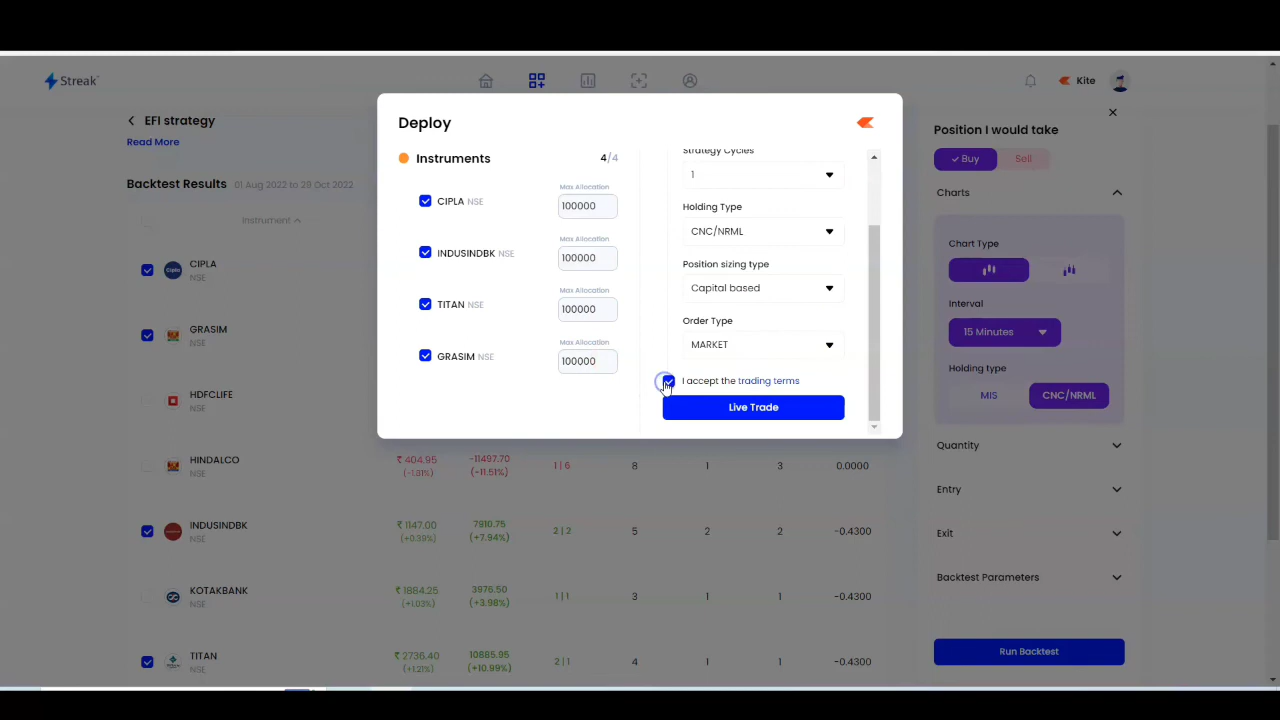 Streak
Kite
EFI strategy
Read More
Backtest Results 01 Aug 2022 to 29 Oct 2022
Instrument
CIPLA
NSE
GRASIM
NSE
HDFCLIFE
NSE
HINDALCO
NSE
₹ 404.95
(-1.81%)
-11497.70
(-11.51%)
1 | 6
8
1
3
0.0000
INDUSINDBK
NSE
₹ 1147.00
(+0.39%)
7910.75
(+7.94%)
2 | 2
5
2
2
-0.4300
KOTAKBANK
NSE
₹ 1884.25
(+1.03%)
3976.50
(+3.98%)
1 | 1
3
1
1
-0.4300
TITAN
NSE
₹ 2736.40
(+1.21%)
10885.95
(+10.99%)
2 | 1
4
1
1
-0.4300
Deploy
Instruments 4/4
Max Allocation
CIPLA NSE 100000
Max Allocation
INDUSINDBK NSE 100000
Max Allocation
TITAN NSE 100000
Max Allocation
GRASIM NSE 100000
Strategy Cycles
1
Holding Type
CNC/NRML
Position sizing type
Capital based
Order Type
MARKET
I accept the trading terms
Live Trade
Position I would take
Buy Sell
Charts
Chart Type
Interval
15 Minutes
Holding type
MIS CNC/NRML
Quantity
Entry
Exit
Backtest Parameters
Run Backtest